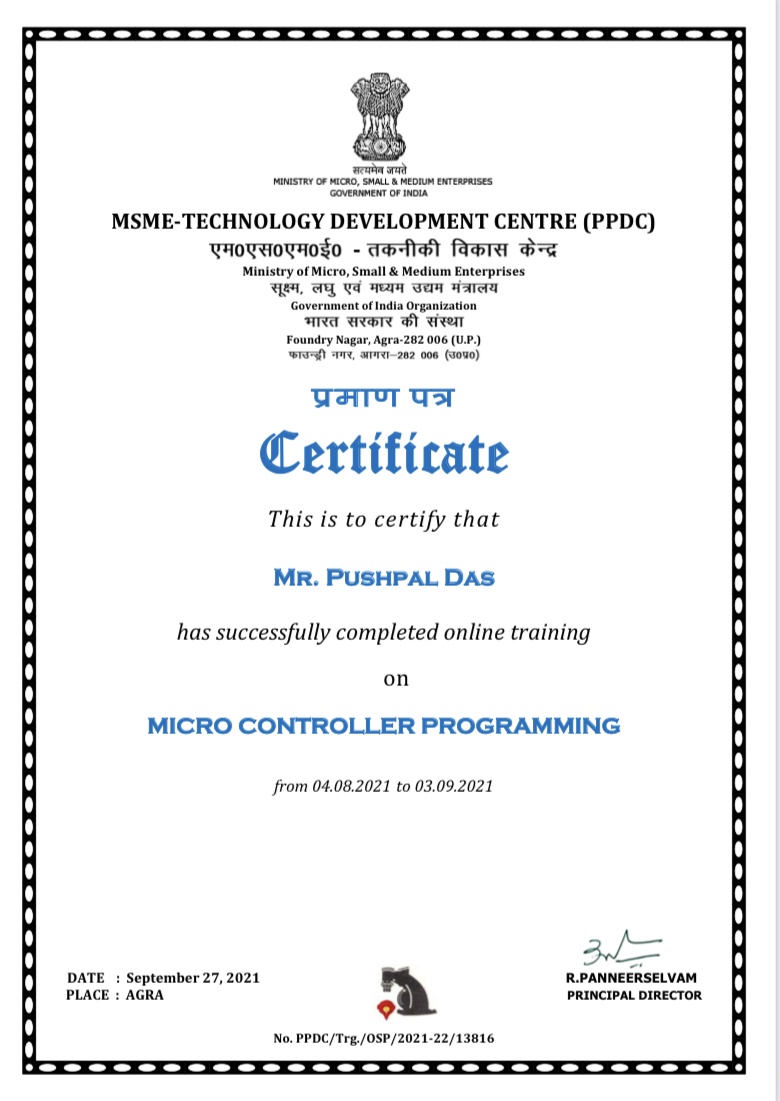 सत्यमेव जयते
MINISTRY OF MICRO, SMALL & MEDIUM ENTERPRISES
GOVERNMENT OF INDIA
MSME-TECHNOLOGY DEVELOPMENT CENTRE (PPDC)
एम0एस0एम0ई0 - तकनीकी विकास केन्द्र
Ministry of Micro, Small & Medium Enterprises
सूक्ष्म, लघु एवं मध्यम उद्यम मंत्रालय
Government of India Organization
भारत सरकार की संस्था
Foundry Nagar, Agra-282 006 (U.P.)
फाउन्ड्री नगर, आगरा–282 006 (उ0प्र0)
प्रमाण पत्र
Certificate
This is to certify that
MR. PUSHPAL DAS
has successfully completed online training
on
MICRO CONTROLLER PROGRAMMING
from 04.08.2021 to 03.09.2021
DATE : September 27, 2021
PLACE : AGRA
R.PANNEERSELVAM
PRINCIPAL DIRECTOR
No. PPDC/Trg./OSP/2021-22/13816